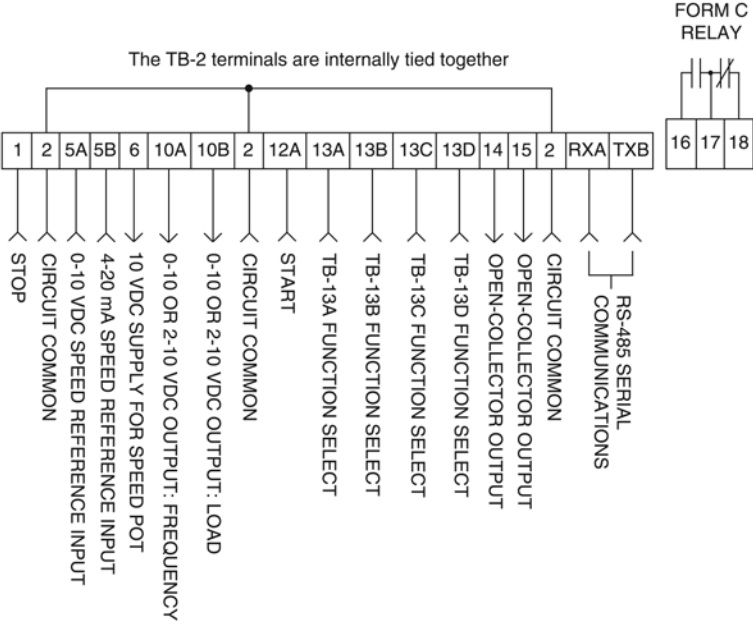 FORM C
RELAY
The TB-2 terminals are internally tied together
1 2 5A 5B 6 10A 10B 2 12A 13A 13B 13C 13D 14 15 2 RXA TXB
16 17 18
STOP
CIRCUIT COMMON
0-10 VDC SPEED REFERENCE INPUT
4-20 mA SPEED REFERENCE INPUT
10 VDC SUPPLY FOR SPEED POT
0-10 OR 2-10 VDC OUTPUT: FREQUENCY
0-10 OR 2-10 VDC OUTPUT: LOAD
CIRCUIT COMMON
START
TB-13A FUNCTION SELECT
TB-13B FUNCTION SELECT
TB-13C FUNCTION SELECT
TB-13D FUNCTION SELECT
OPEN-COLLECTOR OUTPUT
OPEN-COLLECTOR OUTPUT
CIRCUIT COMMON
RS-485 SERIAL
COMMUNICATIONS